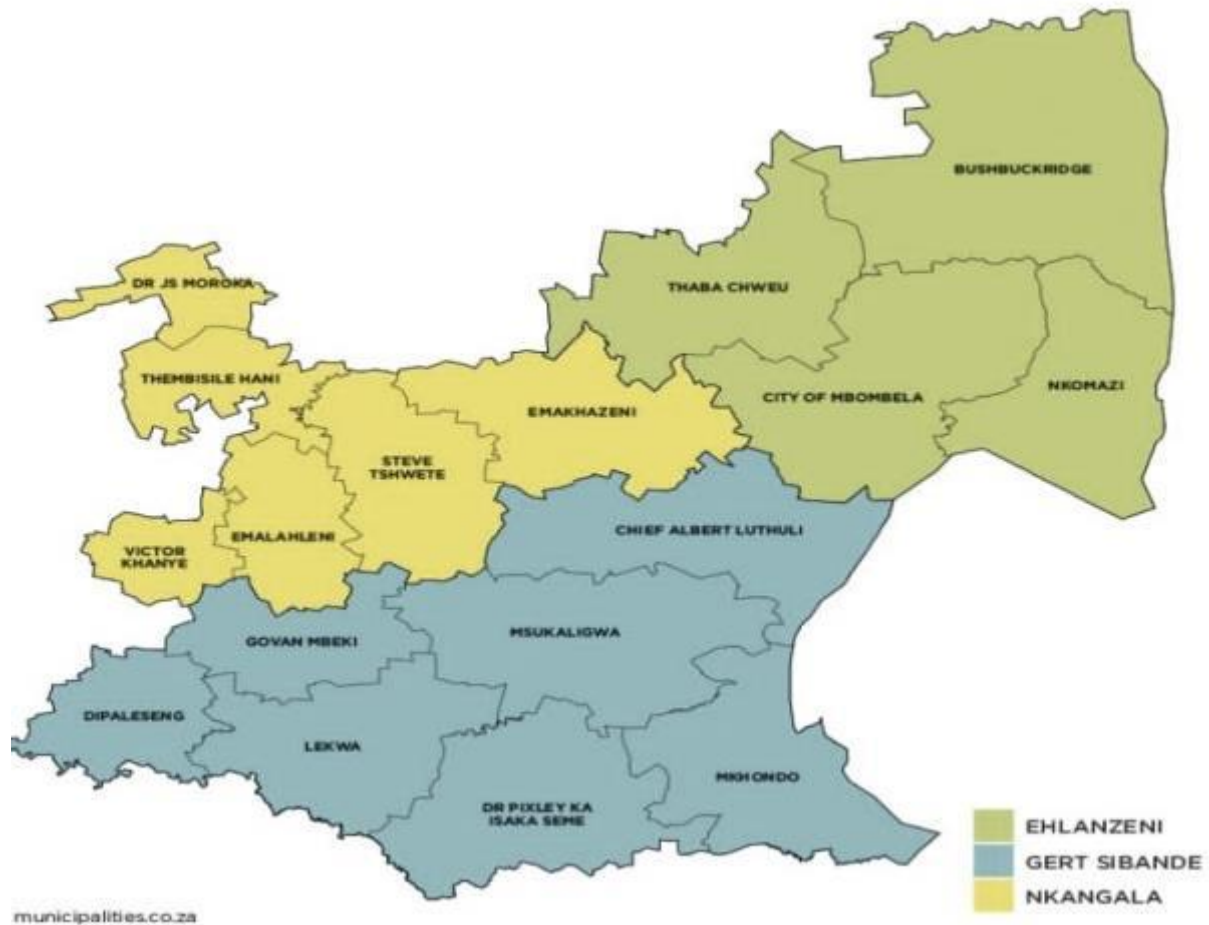 BUSHBUCKRIDGE
DR JS MOROKA
THABA CHWEU
THEMBISILE HANI
NKOMAZI
CITY OF MBOMBELA
EMAKHAZENI
STEVE
TSHWETE
CHIEF ALBERT LUTHULI
EMALAHLENI
VICTOR
KHANYE
MSUKALIGWA
GOVAN MBEKI
DIPALESENG
LEKWA
MKHONDO
DR PIXLEY KA
ISAKA SEME
EHLANZENI
GERT SIBANDE
NKANGALA
municipalities.co.za